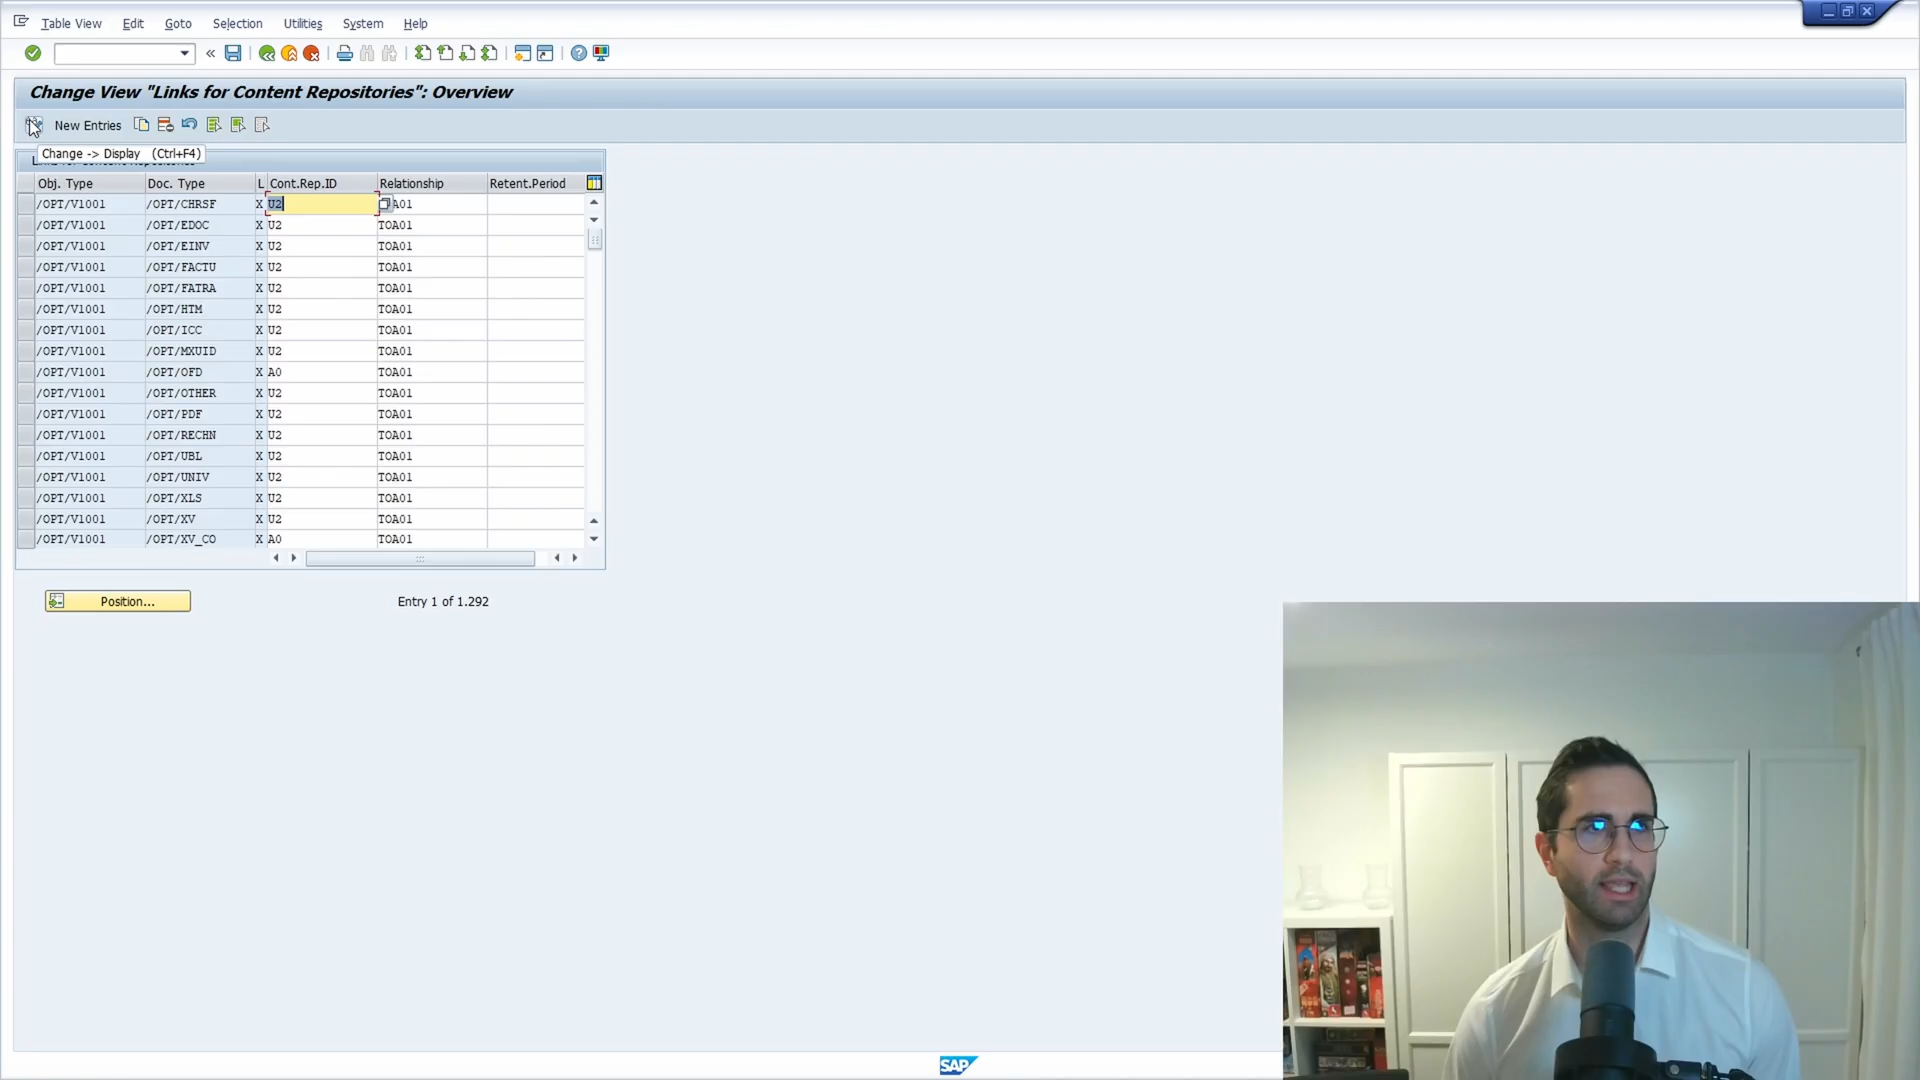 Table View Edit Goto Selection Utilities System Help
Change View "Links for Content Repositories": Overview
New Entries
Change -> Display (Ctrl+F4)
Obj. Type Doc. Type L Cont.Rep.ID Relationship Retent.Period
/OPT/V1001 /OPT/CHRSF X U2 A01
/OPT/V1001 /OPT/EDOC X U2 TOA01
/OPT/V1001 /OPT/EINV X U2 TOA01
/OPT/V1001 /OPT/FACTU X U2 TOA01
/OPT/V1001 /OPT/FATRA X U2 TOA01
/OPT/V1001 /OPT/HTM X U2 TOA01
/OPT/V1001 /OPT/ICC X U2 TOA01
/OPT/V1001 /OPT/MXUID X U2 TOA01
/OPT/V1001 /OPT/OFD X A0 TOA01
/OPT/V1001 /OPT/OTHER X U2 TOA01
/OPT/V1001 /OPT/PDF X U2 TOA01
/OPT/V1001 /OPT/RECHN X U2 TOA01
/OPT/V1001 /OPT/UBL X U2 TOA01
/OPT/V1001 /OPT/UNIV X U2 TOA01
/OPT/V1001 /OPT/XLS X U2 TOA01
/OPT/V1001 /OPT/XV X U2 TOA01
/OPT/V1001 /OPT/XV_CO X A0 TOA01
Position... Entry 1 of 1.292
SAP